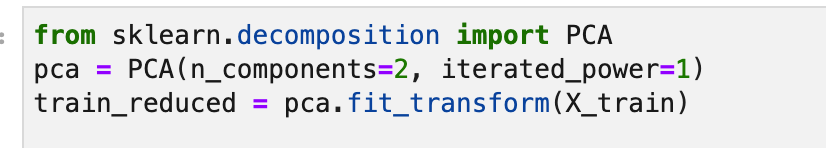 from sklearn.decomposition import PCA
pca = PCA(n_components=2, iterated_power=1)
train_reduced = pca.fit_transform(X_train)